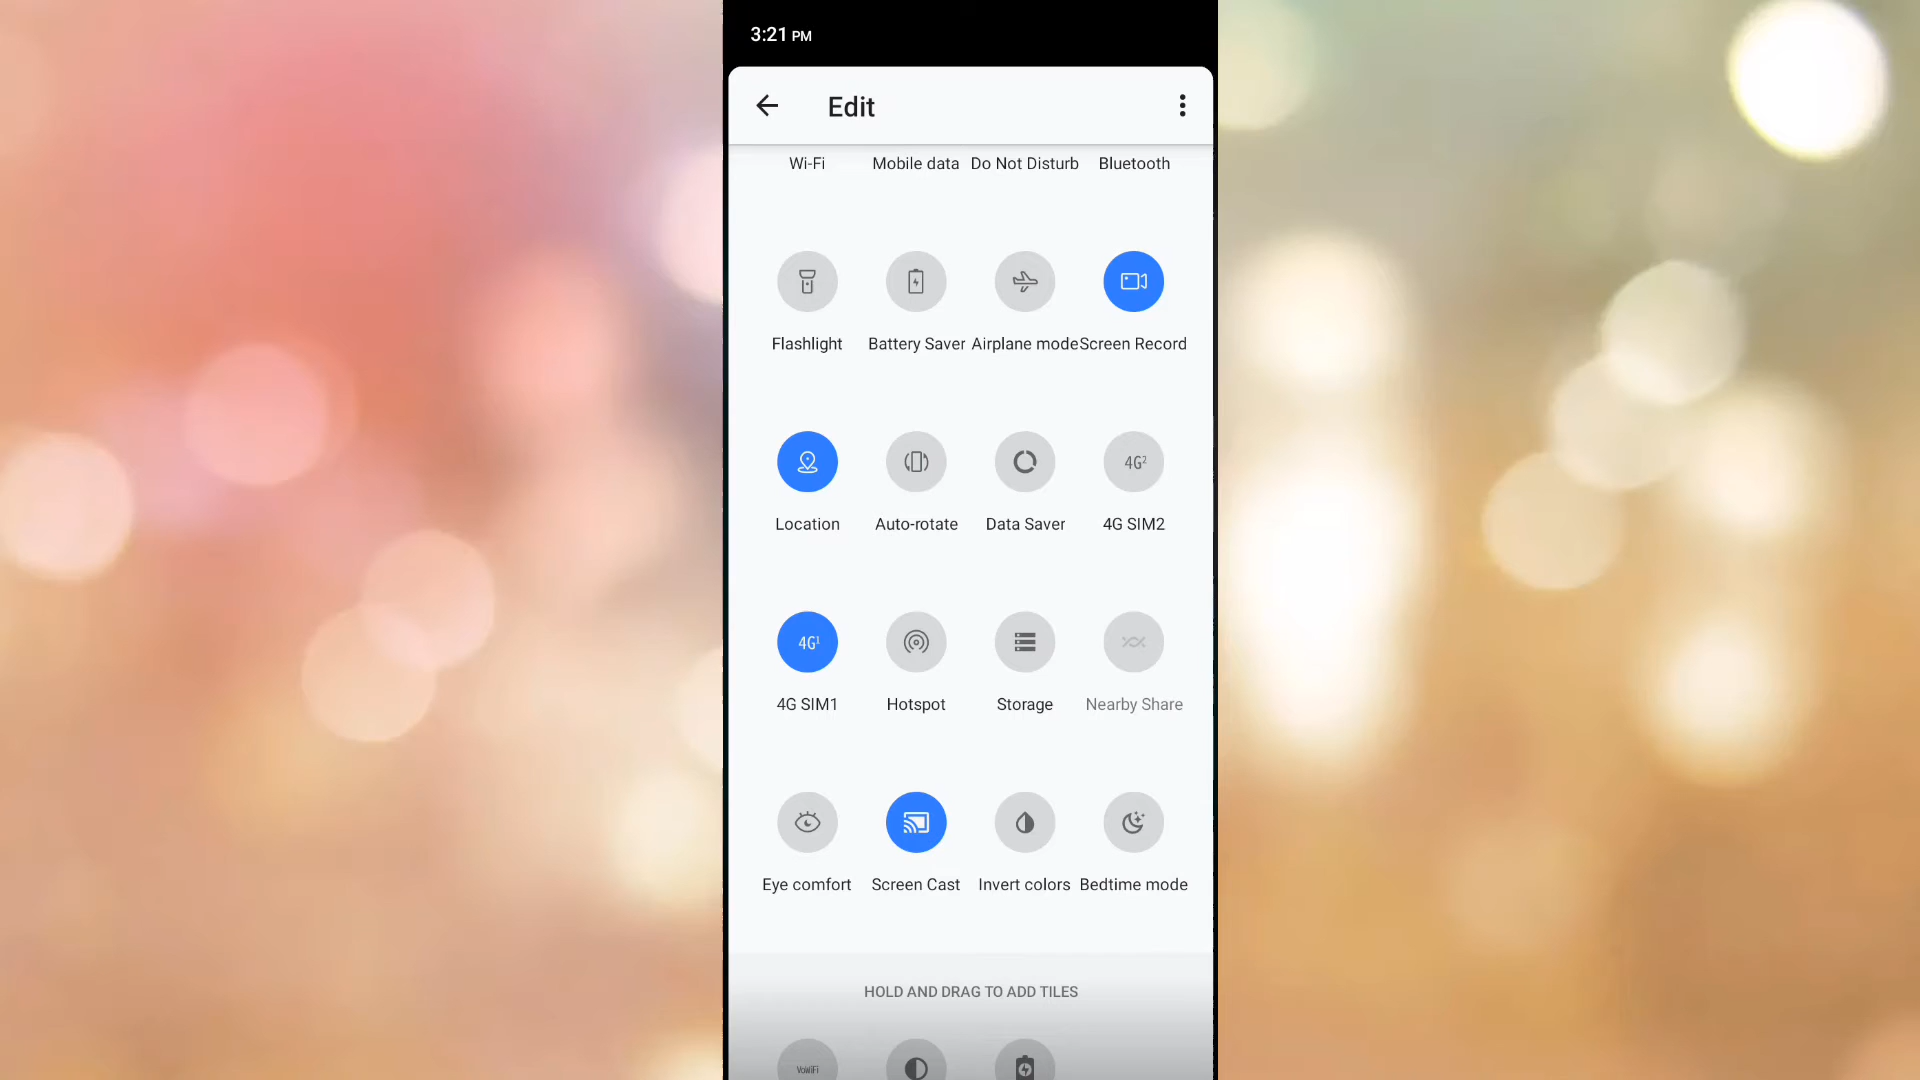 3:21 PM
Edit
Wi-Fi Mobile data Do Not Disturb Bluetooth
Flashlight Battery Saver Airplane mode Screen Record
4G2
Location Auto-rotate Data Saver 4G SIM2
4G1
4G SIM1 Hotspot Storage Nearby Share
Eye comfort Screen Cast Invert colors Bedtime mode
HOLD AND DRAG TO ADD TILES
VoWiFi